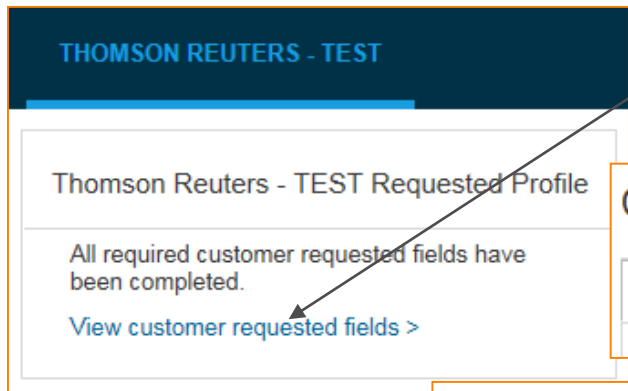 THOMSON REUTERS - TEST
Thomson Reuters - TEST Requested Profile
All required customer requested fields have
been completed.
View customer requested fields >